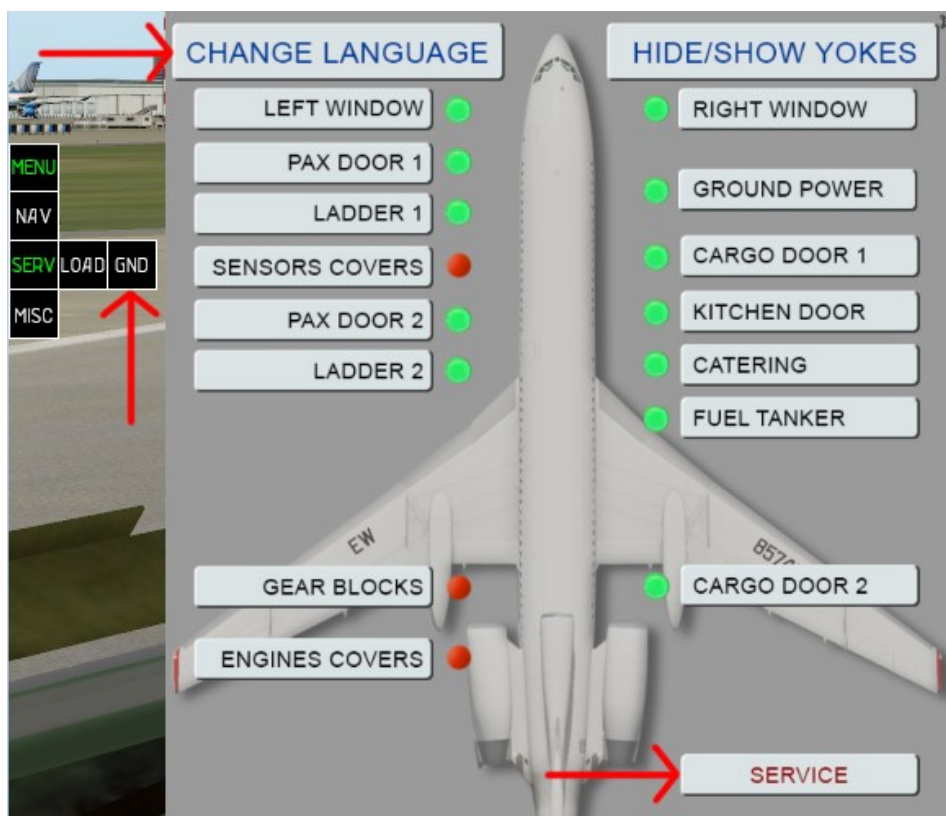 CHANGE LANGUAGE
HIDE/SHOW YOKES
LEFT WINDOW
RIGHT WINDOW
PAX DOOR 1
MENU
GROUND POWER
NAV
LADDER 1
SERV LOAD GND
SENSORS COVERS
CARGO DOOR 1
MISC
PAX DOOR 2
KITCHEN DOOR
LADDER 2
CATERING
FUEL TANKER
EW
GEAR BLOCKS
CARGO DOOR 2
ENGINES COVERS
SERVICE